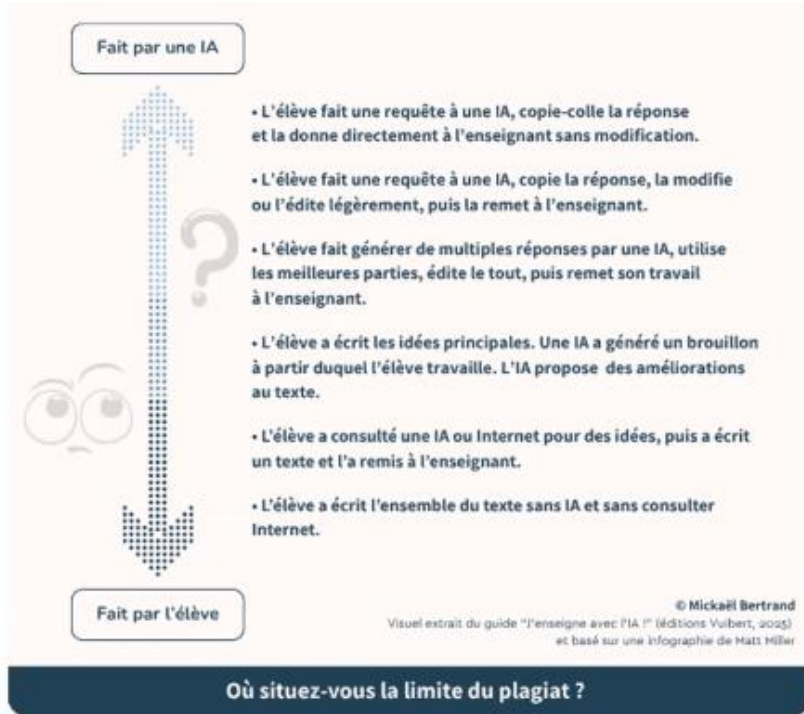 Fait par une IA
• L'élève fait une requête à une IA, copie-colle la réponse
et la donne directement à l'enseignant sans modification.
• L'élève fait une requête à une IA, copie la réponse, la modifie
ou l'édite légèrement, puis la remet à l'enseignant.
?
• L'élève fait générer de multiples réponses par une IA, utilise
les meilleures parties, édite le tout, puis remet son travail
à l'enseignant.
• L'élève a écrit les idées principales. Une IA a généré un brouillon
à partir duquel l'élève travaille. L'IA propose des améliorations
au texte.
• L'élève a consulté une IA ou Internet pour des idées, puis a écrit
un texte et l'a remis à l'enseignant.
• L'élève a écrit l'ensemble du texte sans IA et sans consulter
Internet.
Fait par l'élève
© Mickaël Bertrand
Visuel extrait du guide "J'enseigne avec l'IA !" (éditions Vuibert, 2025)
et basé sur une infographie de Matt Miller
Où situez-vous la limite du plagiat ?